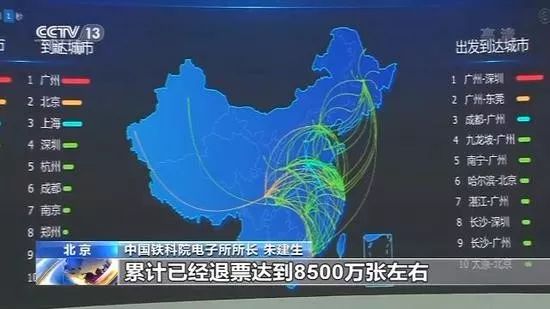 CCTV 13
高清
1 秒
到达城市
1 广州
2 北京
3 上海
4 深圳
5 杭州
6 成都
7 南京
8 郑州
出发到达城市
1 广州-深圳
2 广州-东莞
3 成都-广州
4 九龙坡-广州
5 南宁-广州
6 哈尔滨-北京
7 湛江-广州
8 长沙-深圳
9 长沙-广州
10 大连-北京
北京
中国铁科院电子所所长 朱建生
累计已经退票达到8500万张左右